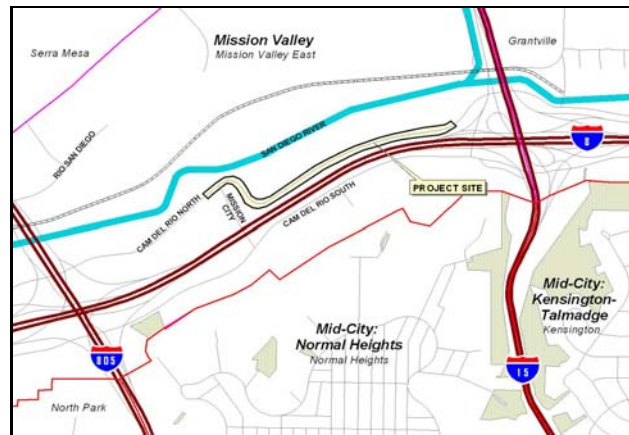 Mission Valley
Mission Valley East
Serra Mesa
Grantville
RIO SAN DIEGO
SAN DIEGO RIVER
8
PROJECT SITE
CAM DEL RIO NORTH
MISSION
CITY
CAM DEL RIO SOUTH
Mid-City:
Kensington-
Talmadge
Kensington
Mid-City:
Normal Heights
Normal Heights
805
15
North Park